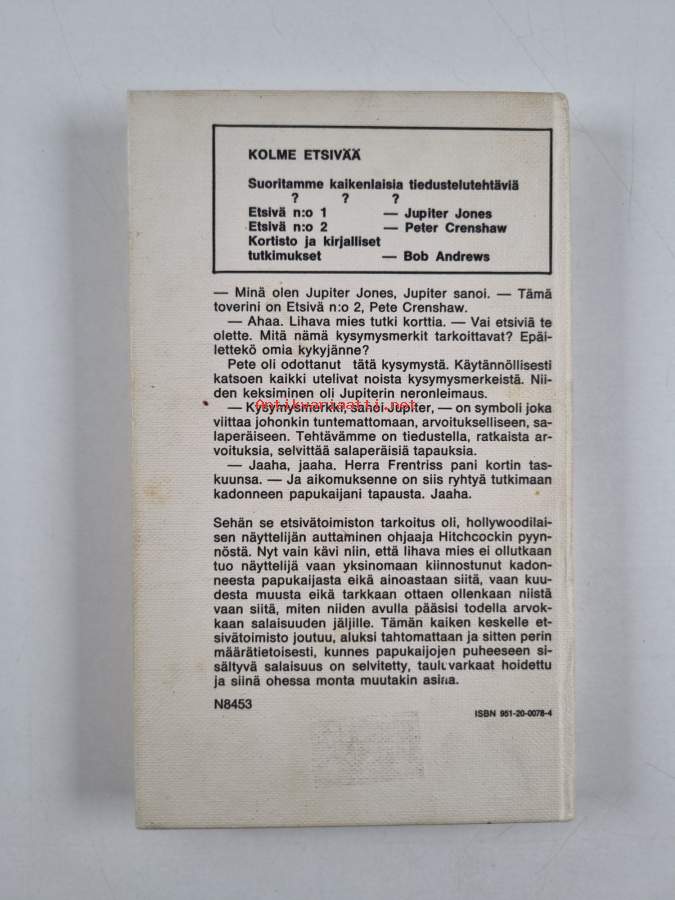 KOLME ETSIVÄÄ
Suoritamme kaikenlaisia tiedustelutehtäviä
? ? ?
Etsivä n:o 1 — Jupiter Jones
Etsivä n:o 2 — Peter Crenshaw
Kortisto ja kirjalliset
tutkimukset — Bob Andrews
— Minä olen Jupiter Jones, Jupiter sanoi. — Tämä
toverini on Etsivä n:o 2, Pete Crenshaw.
— Ahaa. Lihava mies tutki korttia. — Vai etsiviä te
olette. Mitä nämä kysymysmerkit tarkoittavat? Epäi-
lettekö omia kykyjänne?
Pete oli odottanut tätä kysymystä. Käytännöllisesti
katsoen kaikki utelivat noista kysymysmerkeistä. Nii-
den keksiminen oli Jupiterin neronleimaus.
Antikvariaatti.net
— Kysymysmerkki, sanoi Jupiter, — on symboli joka
viittaa johonkin tuntemattomaan, arvoitukselliseen, sa-
laperäiseen. Tehtävämme on tiedustella, ratkaista ar-
voituksia, selvittää salaperäisiä tapauksia.
— Jaaha, jaaha. Herra Frentriss pani kortin tas-
kuunsa. — Ja aikomuksenne on siis ryhtyä tutkimaan
kadonneen papukaijani tapausta. Jaaha.
Sehän se etsivätoimiston tarkoitus oli, hollywoodilai-
sen näyttelijän auttaminen ohjaaja Hitchcockin pyyn-
nöstä. Nyt vain kävi niin, että lihava mies ei ollutkaan
tuo näyttelijä vaan yksinomaan kiinnostunut kadon-
neesta papukaijasta eikä ainoastaan siitä, vaan kuu-
desta muusta eikä tarkkaan ottaen ollenkaan niistä
vaan siitä, miten niiden avulla pääsisi todella arvok-
kaan salaisuuden jäljille. Tämän kaiken keskelle et-
sivätoimisto joutuu, aluksi tahtomattaan ja sitten perin
määrätietoisesti, kunnes papukaijojen puheeseen si-
sältyvä salaisuus on selvitetty, tauluvarkaat hoidettu
ja siinä ohessa monta muutakin asiaa.
N8453
ISBN 951-20-0078-4